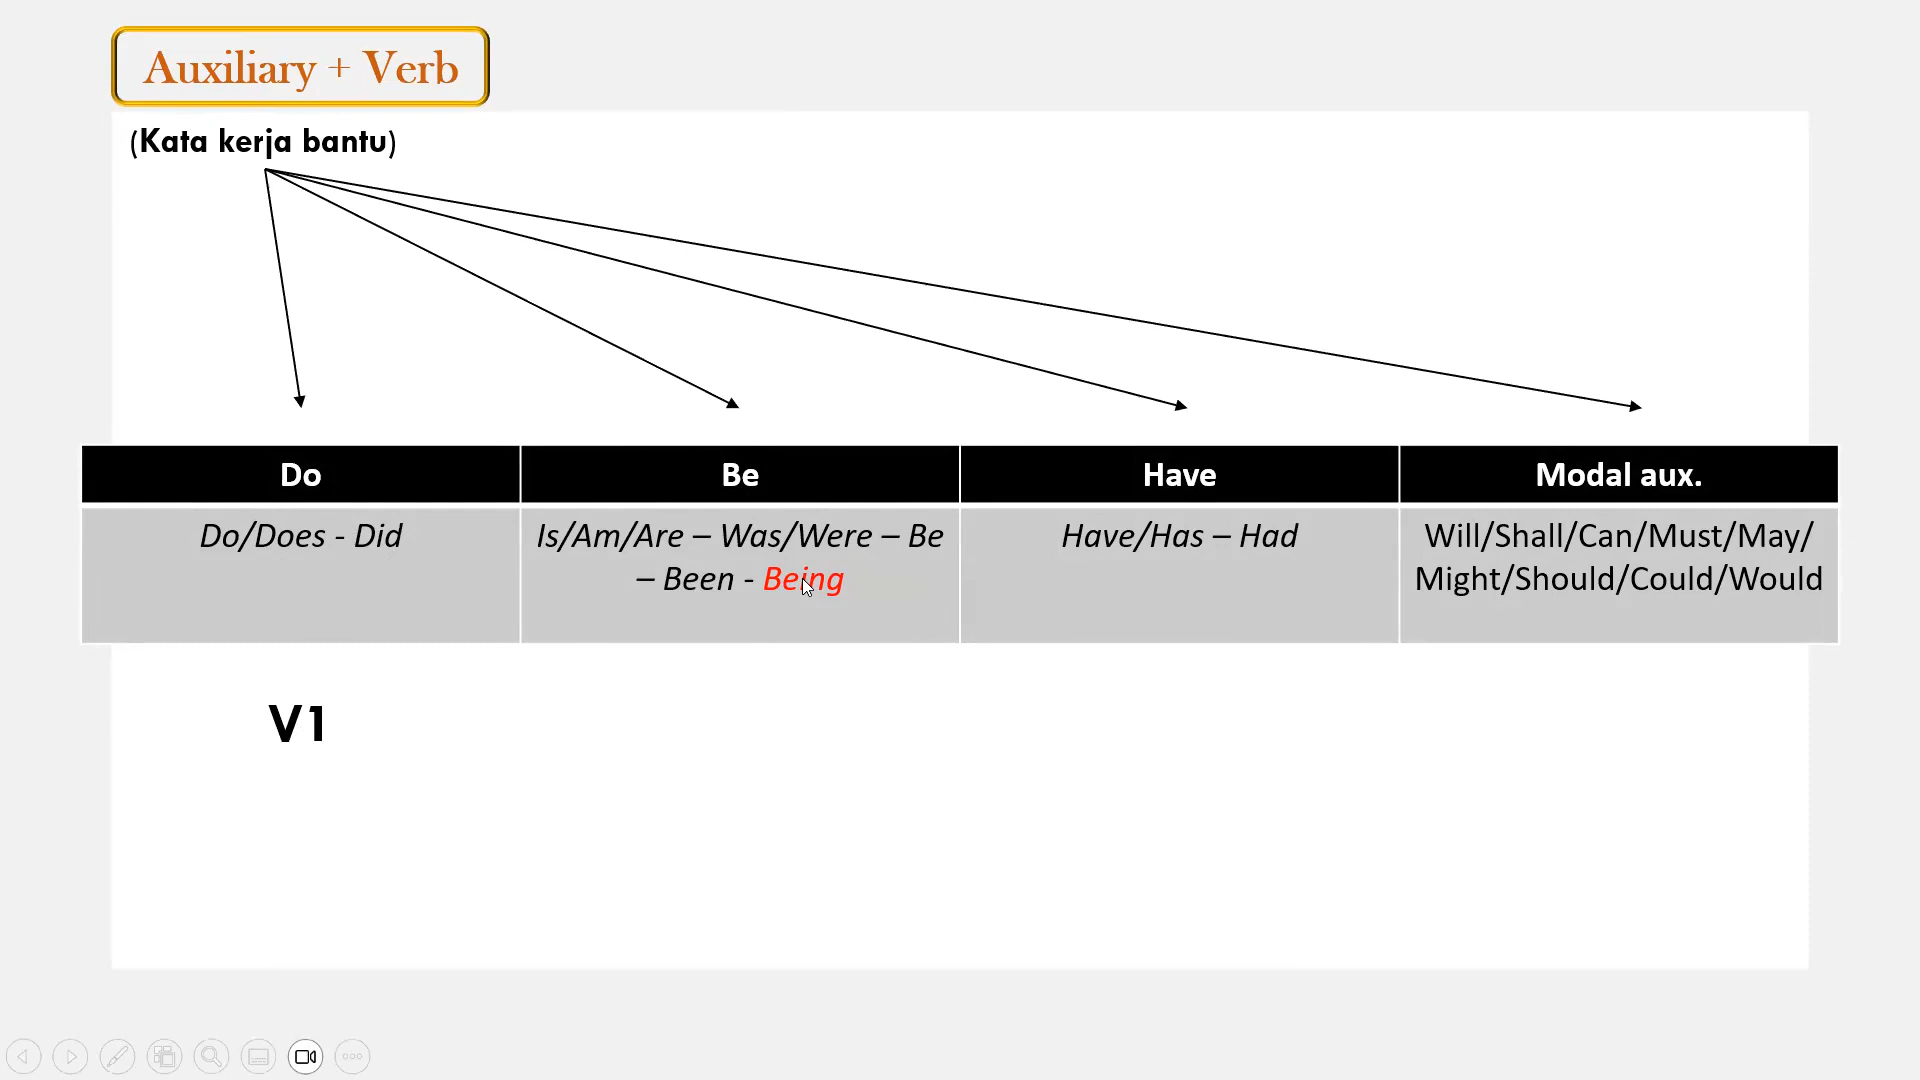 Auxiliary + Verb
(Kata kerja bantu)
Do
Be
Have
Modal aux.
Do/Does - Did
Is/Am/Are – Was/Were – Be
– Been - Being
Have/Has – Had
Will/Shall/Can/Must/May/
Might/Should/Could/Would
V1